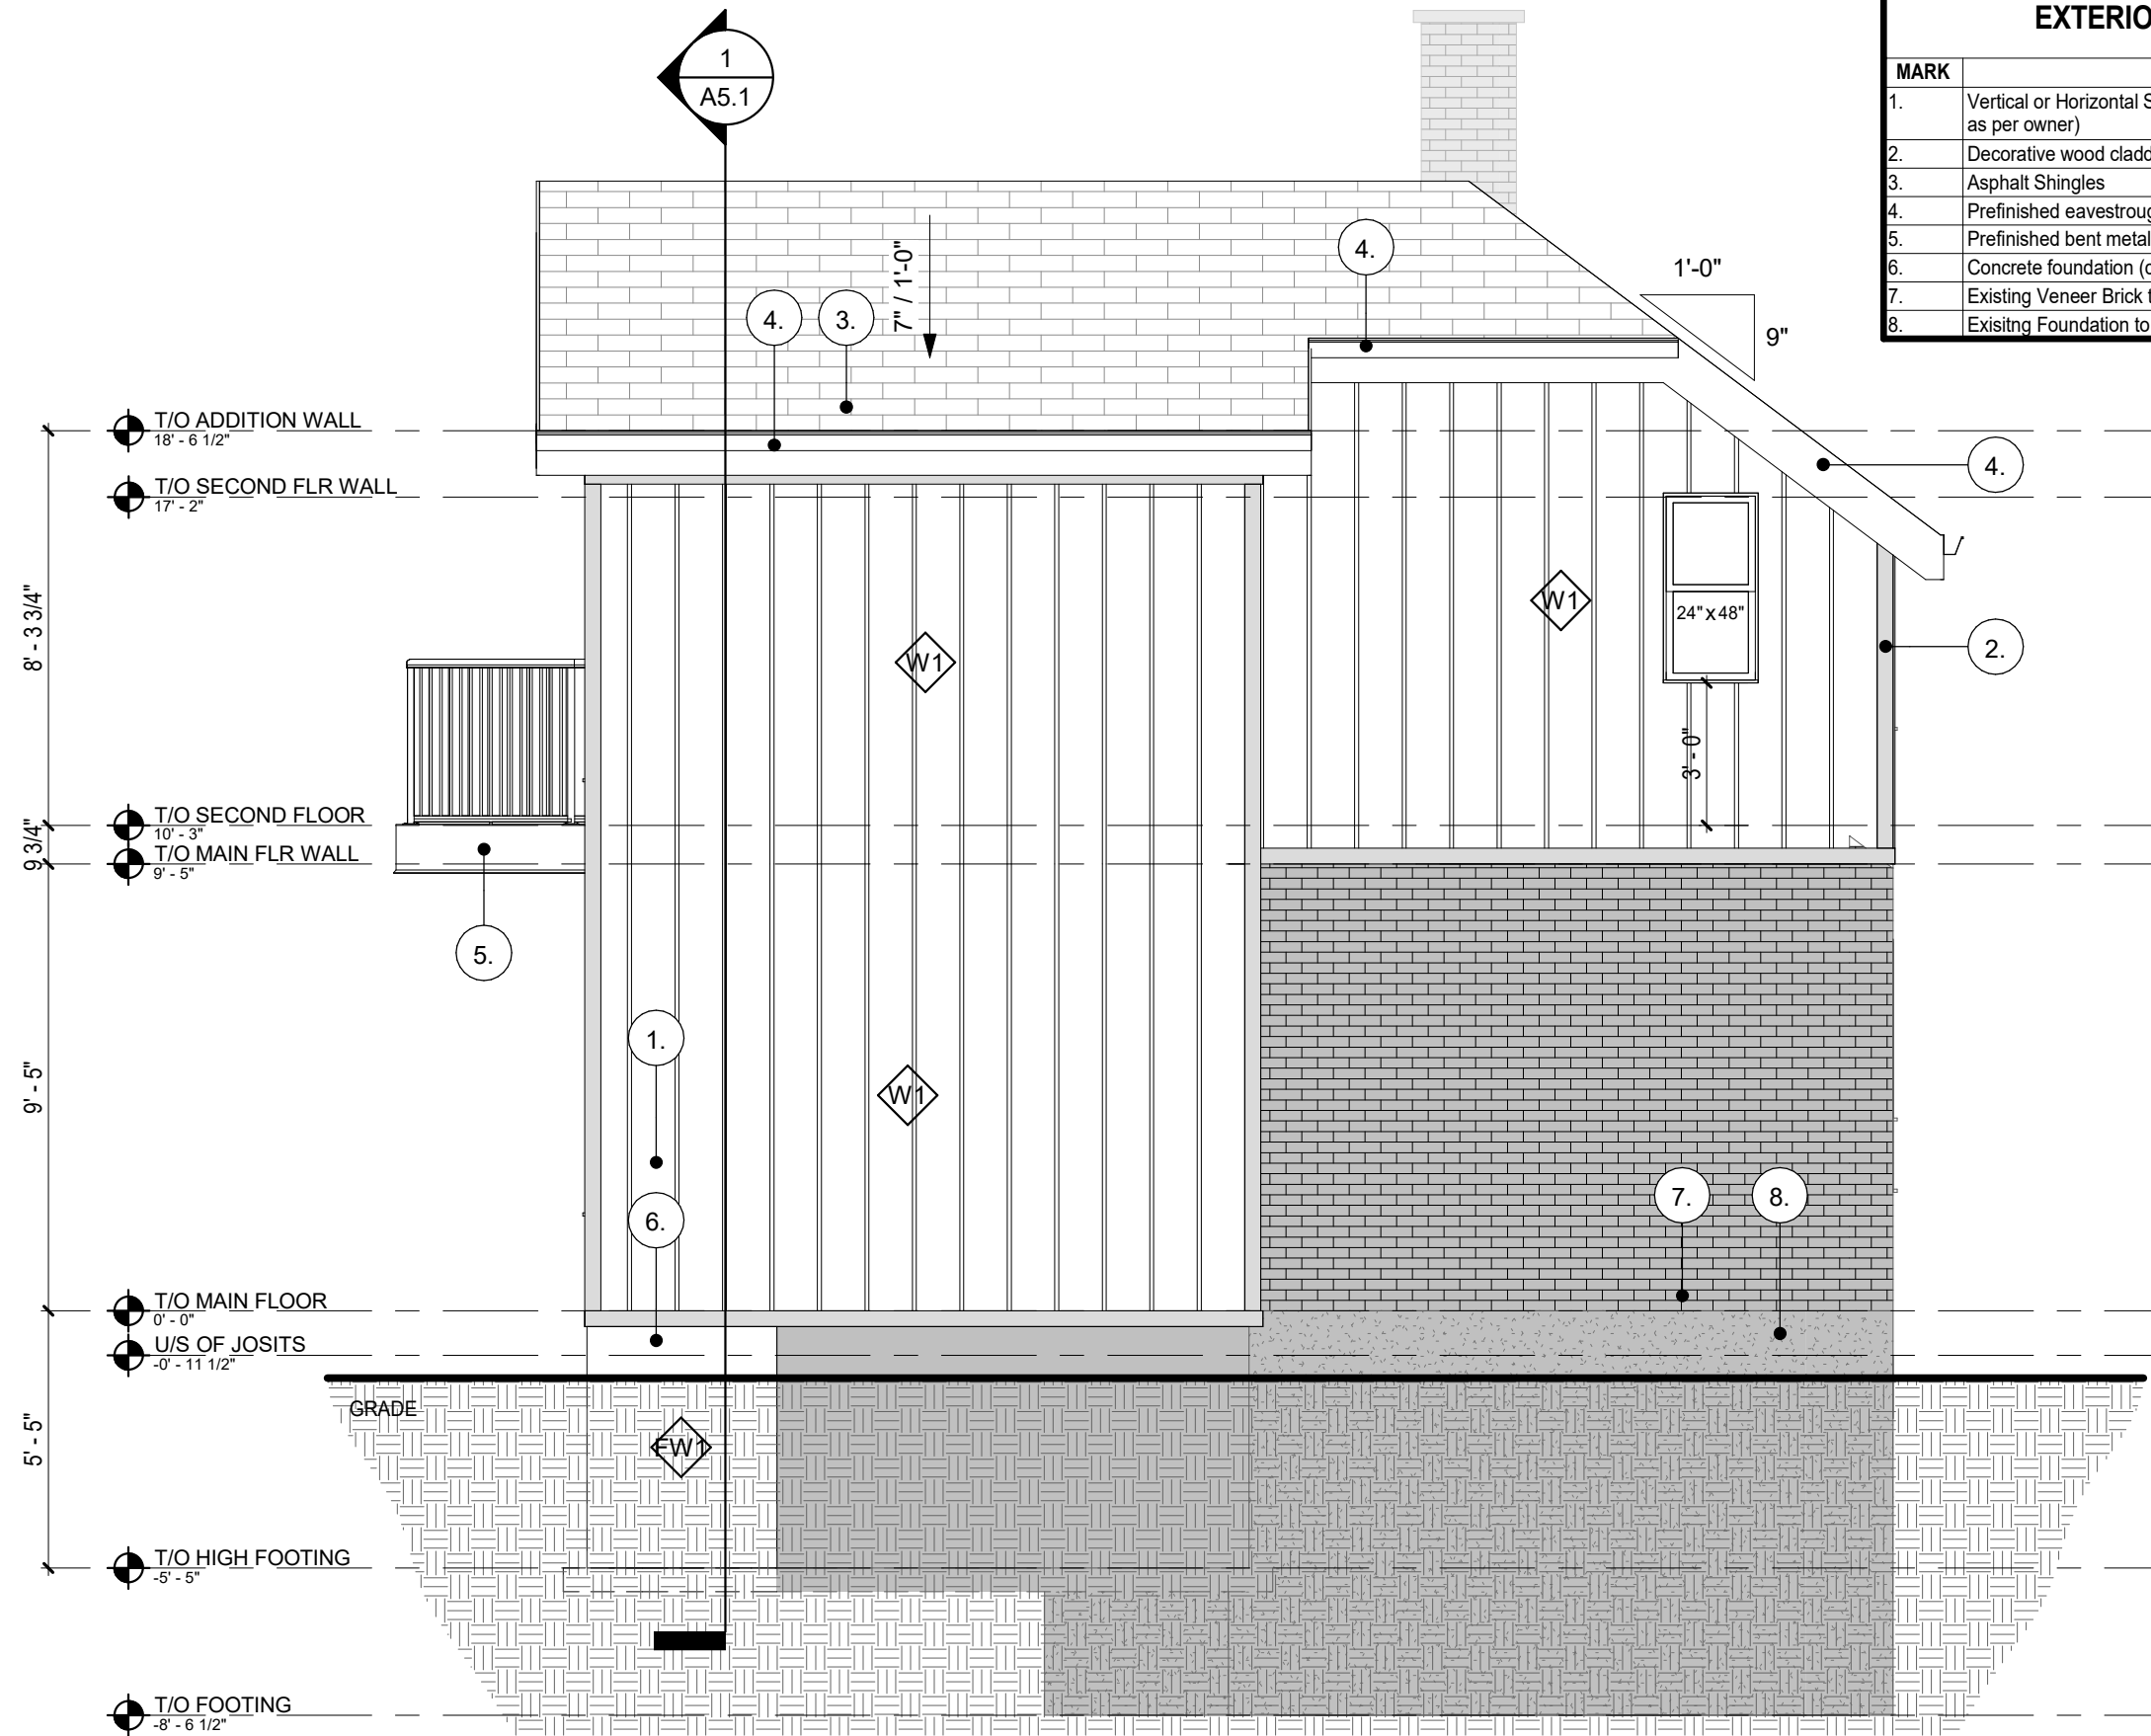 EXTERIO
MARK
1. Vertical or Horizontal S
as per owner)
2. Decorative wood cladd
3. Asphalt Shingles
4. Prefinished eavestroug
5. Prefinished bent metal
6. Concrete foundation (c
7. Existing Veneer Brick t
8. Exisitng Foundation to
1
A5.1
4.
3.
7" / 1'-0"
4.
1'-0"
9"
T/O ADDITION WALL
18' - 6 1/2"
T/O SECOND FLR WALL
17' - 2"
4.
8' - 3 3/4"
W1
W1
24" x 48"
2.
3' - 0"
T/O SECOND FLOOR
10' - 3"
9 3/4"
T/O MAIN FLR WALL
9' - 5"
5.
1.
9' - 5"
W1
6.
7.
8.
T/O MAIN FLOOR
0' - 0"
U/S OF JOSITS
-0' - 11 1/2"
GRADE
5' - 5"
FW1
T/O HIGH FOOTING
-5' - 5"
T/O FOOTING
-8' - 6 1/2"